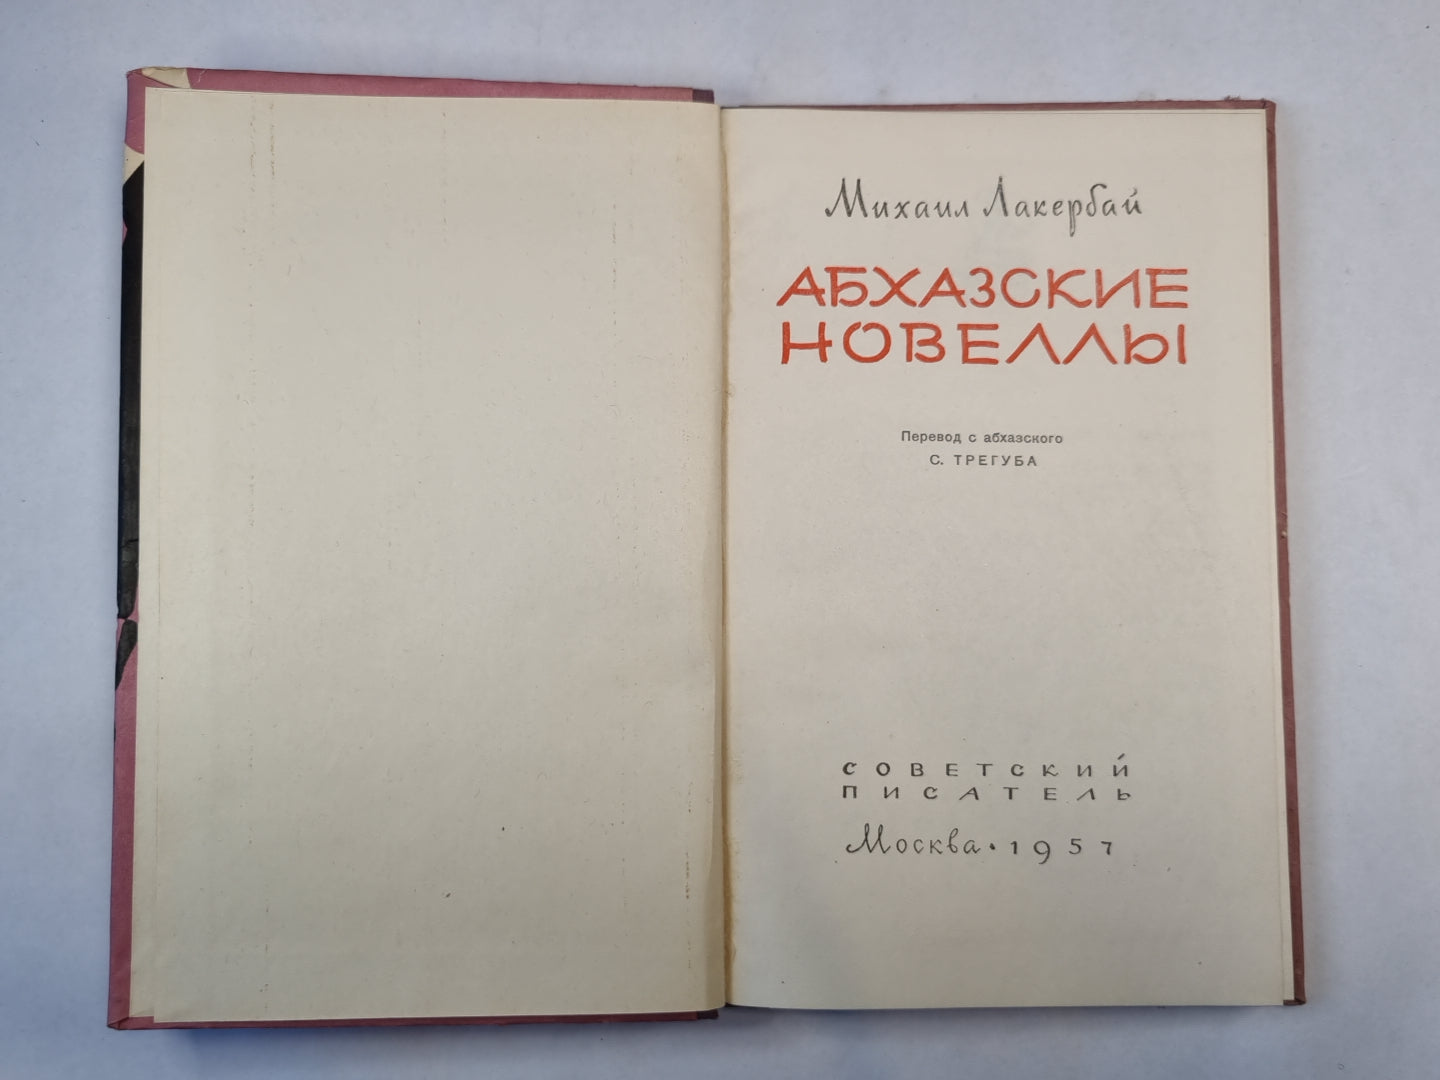 Михаил Лакербай
АБХАЗСКИЕ
НОВЕЛЛЫ
Перевод с абхазского
С. ТРЕГУБА
СОВЕТСКИЙ
ПИСАТЕЛЬ
Москва · 1957